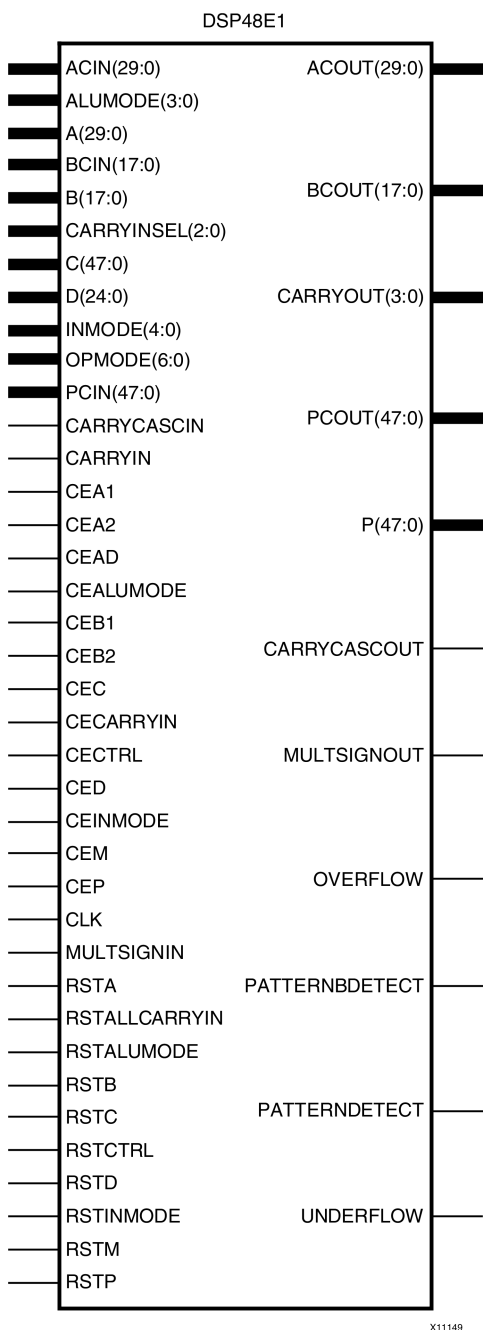 DSP48E1
ACIN(29:0)
ACOUT(29:0)
ALUMODE(3:0)
A(29:0)
BCIN(17:0)
BCOUT(17:0)
B(17:0)
CARRYINSEL(2:0)
C(47:0)
D(24:0)
CARRYOUT(3:0)
INMODE(4:0)
OPMODE(6:0)
PCIN(47:0)
PCOUT(47:0)
CARRYCASCIN
CARRYIN
CEA1
CEA2
P(47:0)
CEAD
CEALUMODE
CEB1
CEB2
CARRYCASCOUT
CEC
CECARRYIN
CECTRL
MULTSIGNOUT
CED
CEINMODE
CEM
CEP
OVERFLOW
CLK
MULTSIGNIN
RSTA
PATTERNBDETECT
RSTALLCARRYIN
RSTALUMODE
RSTB
RSTC
PATTERNDETECT
RSTCTRL
RSTD
RSTINMODE
UNDERFLOW
RSTM
RSTP
X11149